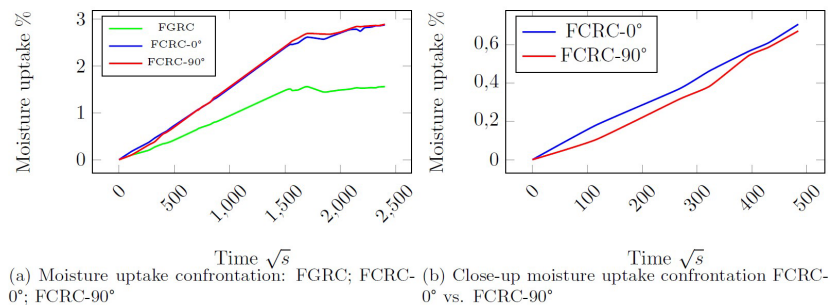 Moisture uptake %
3
2
1
0
FGRC
FCRC-0°
FCRC-90°
0
500
1,000
1,500
2,000
2,500
Time √s
(a) Moisture uptake confrontation: FGRC; FCRC-
0°; FCRC-90°
Moisture uptake %
0.6
0.4
0.2
0
FCRC-0°
FCRC-90°
0
100
200
300
400
500
Time √s
(b) Close-up moisture uptake confrontation FCRC-
0° vs. FCRC-90°